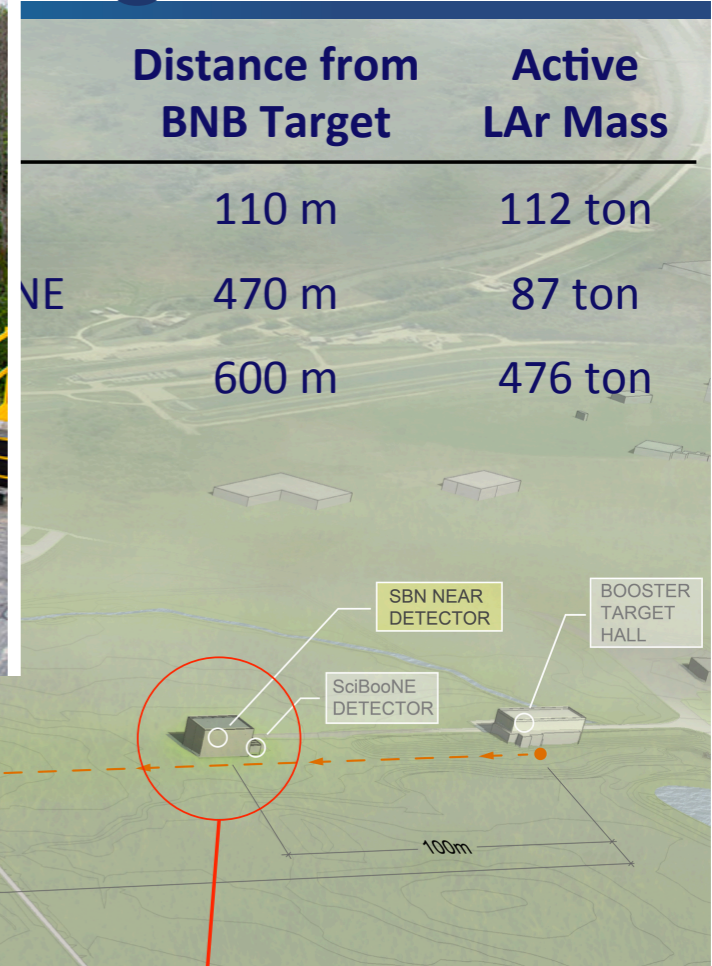 Distance from Active
BNB Target LAr Mass
110 m 112 ton
NE 470 m 87 ton
600 m 476 ton
SBN NEAR
DETECTOR
BOOSTER
TARGET
HALL
SciBooNE
DETECTOR
100m